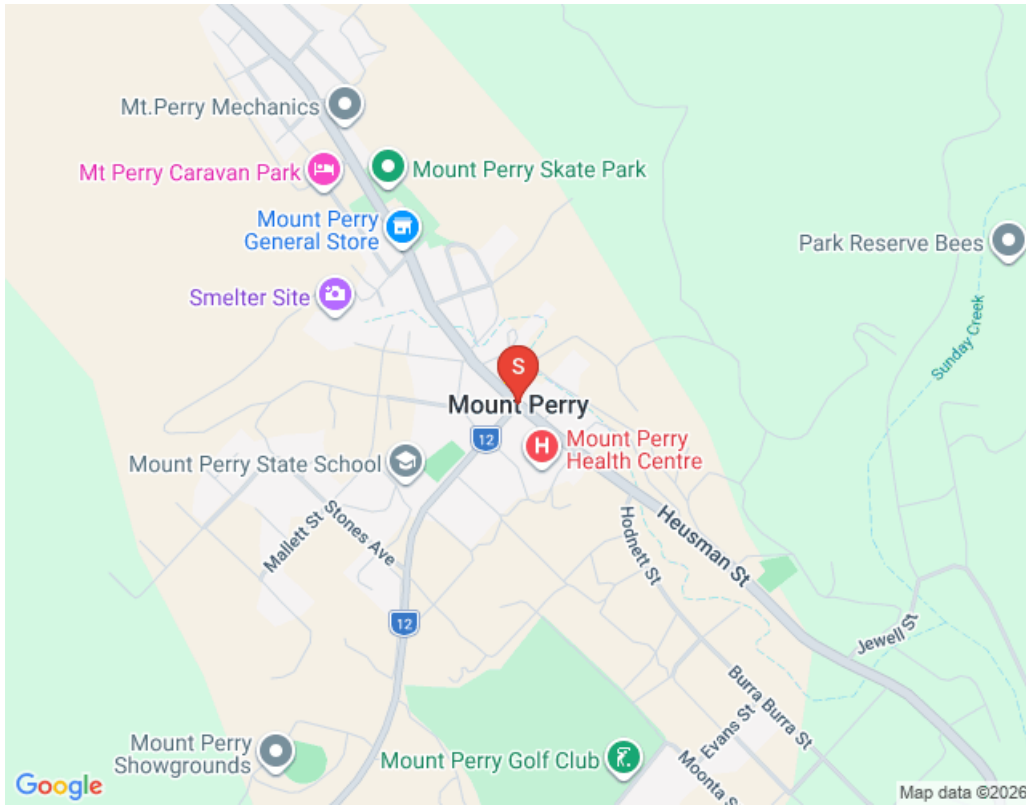 Mt.Perry Mechanics
Mt Perry Caravan Park
Mount Perry Skate Park
Mount Perry
General Store
Park Reserve Bees
Smelter Site
Sunday Creek
S
Mount Perry
12
H
Mount Perry
Health Centre
Mount Perry State School
Stones Ave
Mallett St
Hodnett St
Heusman St
12
Jewell St
Burra Burra St
Evans St
Moonta S
Mount Perry
Showgrounds
Mount Perry Golf Club
Google
Map data ©2026